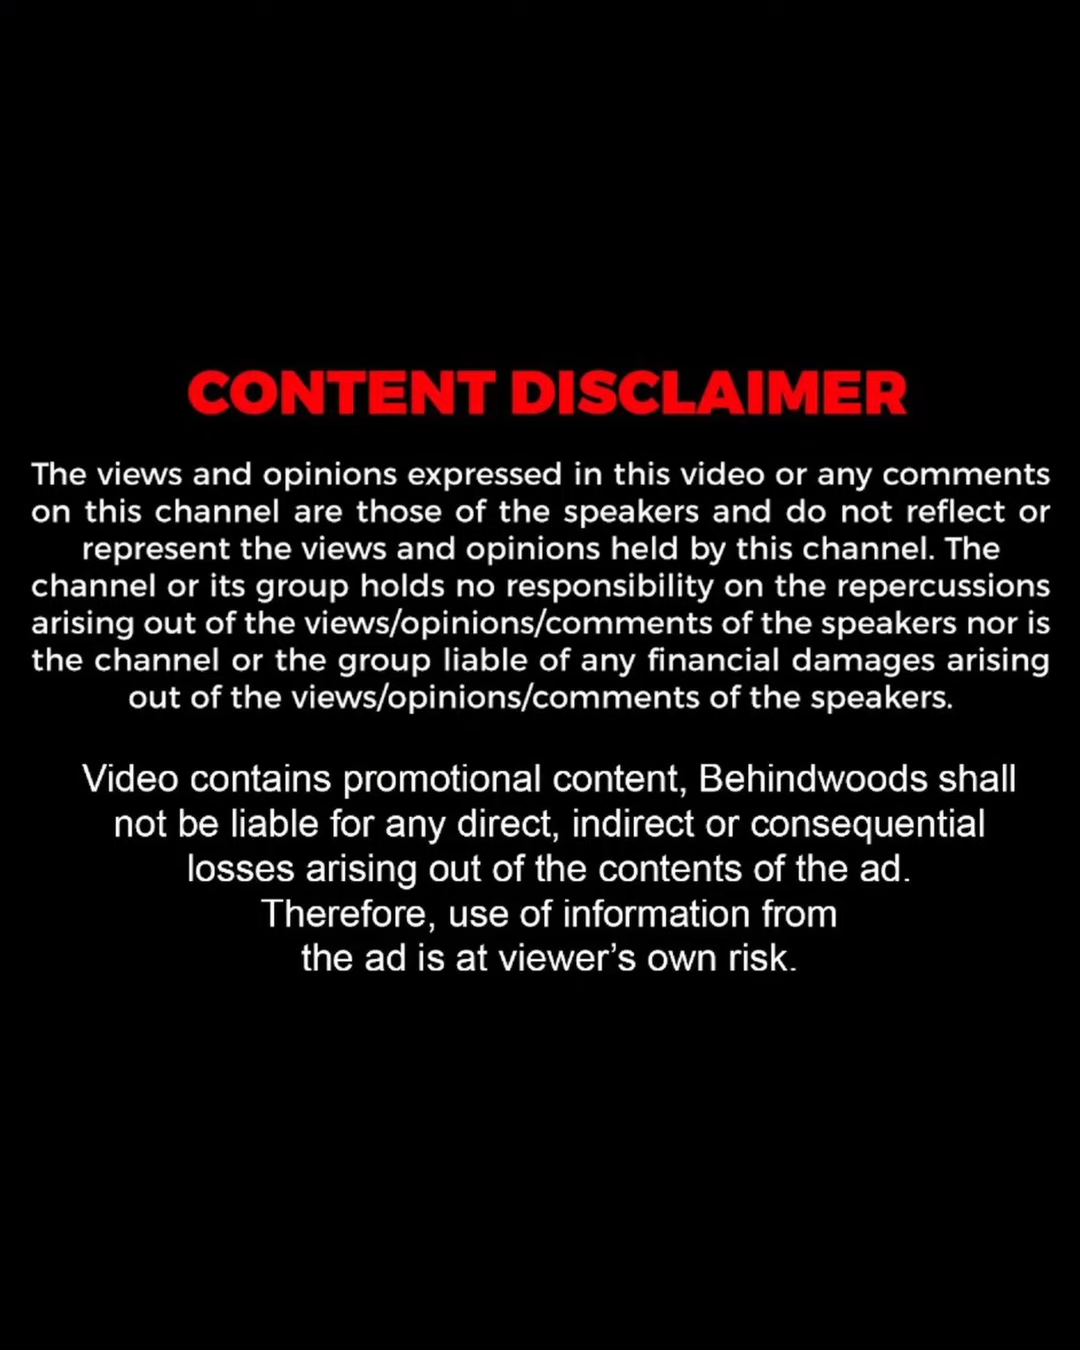 CONTENT DISCLAIMER
The views and opinions expressed in this video or any comments
on this channel are those of the speakers and do not reflect or
represent the views and opinions held by this channel. The
channel or its group holds no responsibility on the repercussions
arising out of the views/opinions/comments of the speakers nor is
the channel or the group liable of any financial damages arising
out of the views/opinions/comments of the speakers.
Video contains promotional content, Behindwoods shall
not be liable for any direct, indirect or consequential
losses arising out of the contents of the ad.
Therefore, use of information from
the ad is at viewer’s own risk.